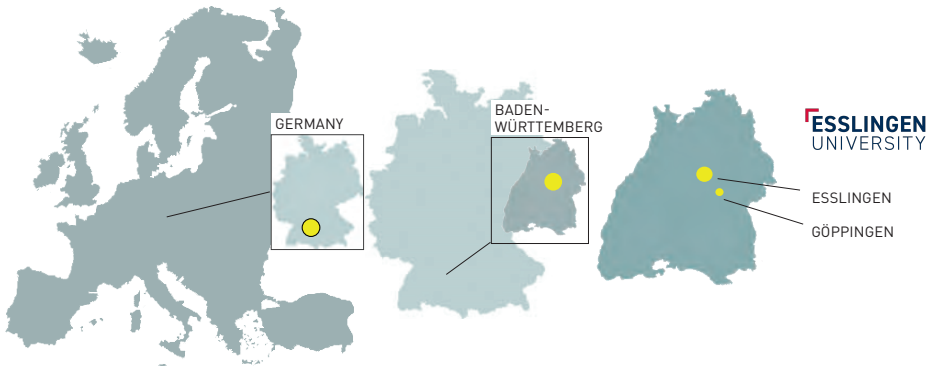 GERMANY
BADEN-
WÜRTTEMBERG
ESSLINGEN
UNIVERSITY
ESSLINGEN
GÖPPINGEN